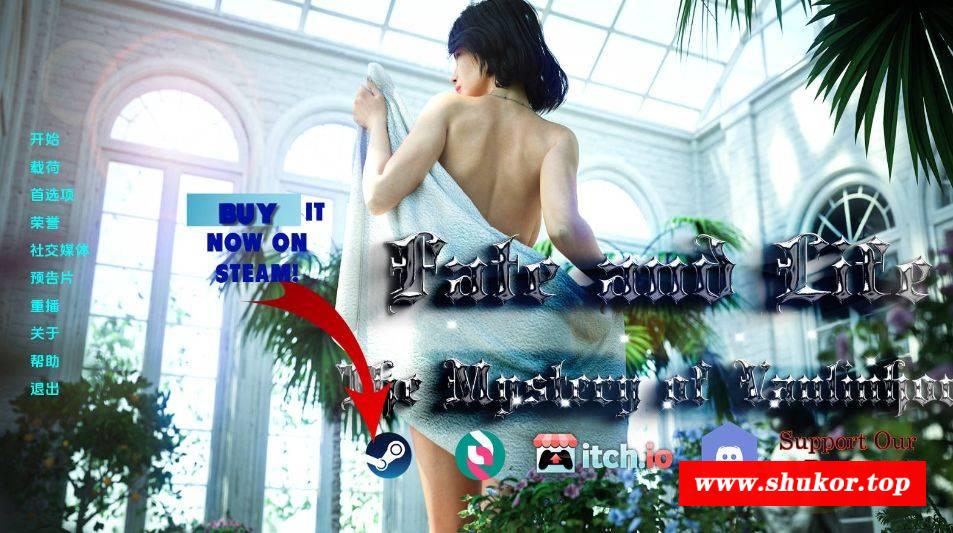 开始
载荷
首选项
荣誉
社交媒体
预告片
重播
关于
帮助
退出
BUY IT
NOW ON
STEAM!
Fate and Life
The Mystery of Vaulinhor
itch.io
Support Our
www.shukor.top